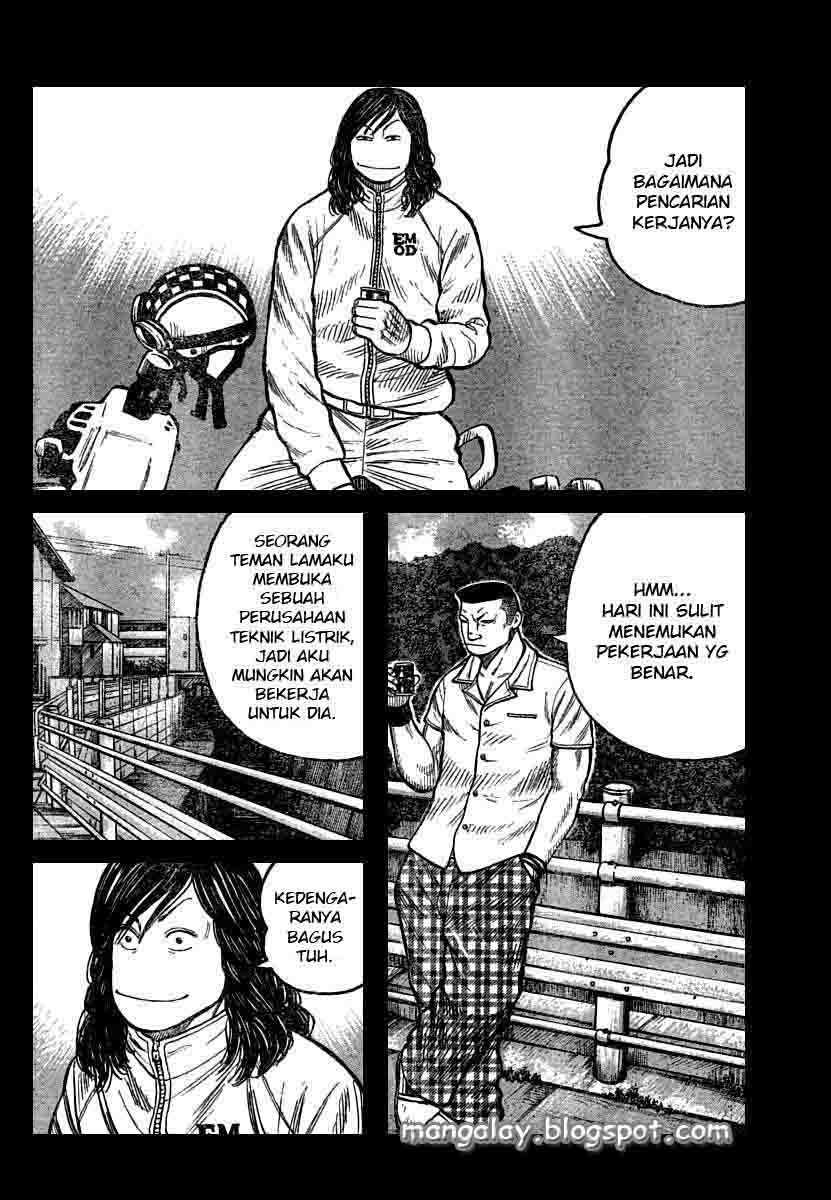 JADI
BAGAIMANA
PENCARIAN
KERJANYA?
EM
OD
HMM...
HARI INI SULIT
MENEMUKAN
PEKERJAAN YG
BENAR.
SEORANG
TEMAN LAMAKU
MEMBUKA
SEBUAH
PERUSAHAAN
TEKNIK LISTRIK,
JADI AKU
MUNGKIN AKAN
BEKERJA
UNTUK DIA.
KEDENGA-
RANYA
BAGUS
TUH.
EM
mangalay.blogspot.com